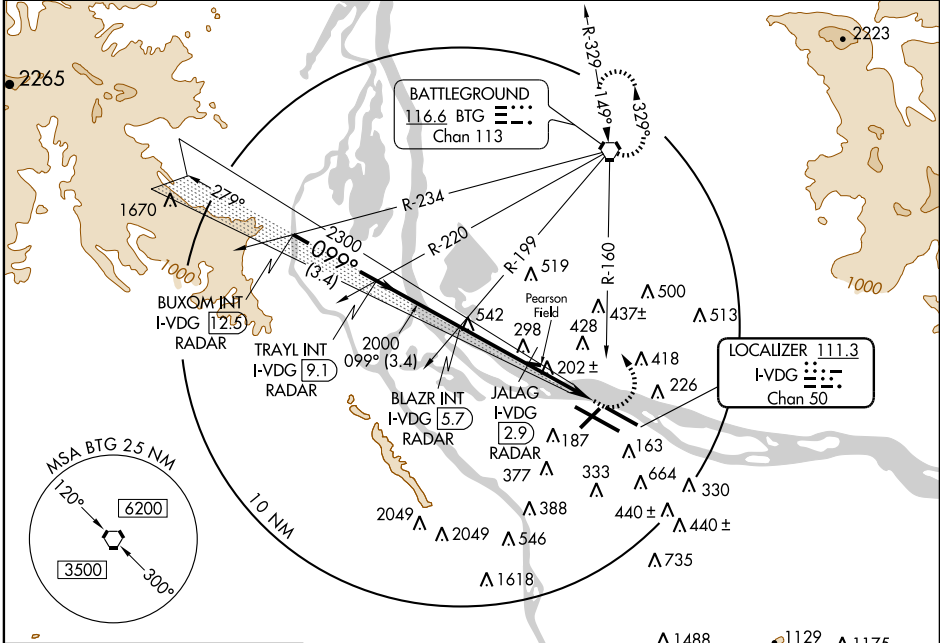 2265
2223
R-329
149°
329°
BATTLEGROUND
116.6 BTG
Chan 113
279°
1670
R-234
2300
099°
(3.4)
R-220
R-199
R-160
1000
1000
519
Pearson
Field
500
437±
513
BUXOM INT
I-VDG 12.5
RADAR
542
298
428
TRAYL INT
I-VDG 9.1
RADAR
2000
099° (3.4)
202 ±
418
226
LOCALIZER 111.3
I-VDG
Chan 50
BLAZR INT
I-VDG 5.7
RADAR
JALAG
I-VDG
2.9
RADAR
187
163
377
333
664
330
MSA BTG 25 NM
120°
6200
3500
300°
10 NM
2049
2049
388
546
440 ±
440 ±
735
1618
1488
1129
1175